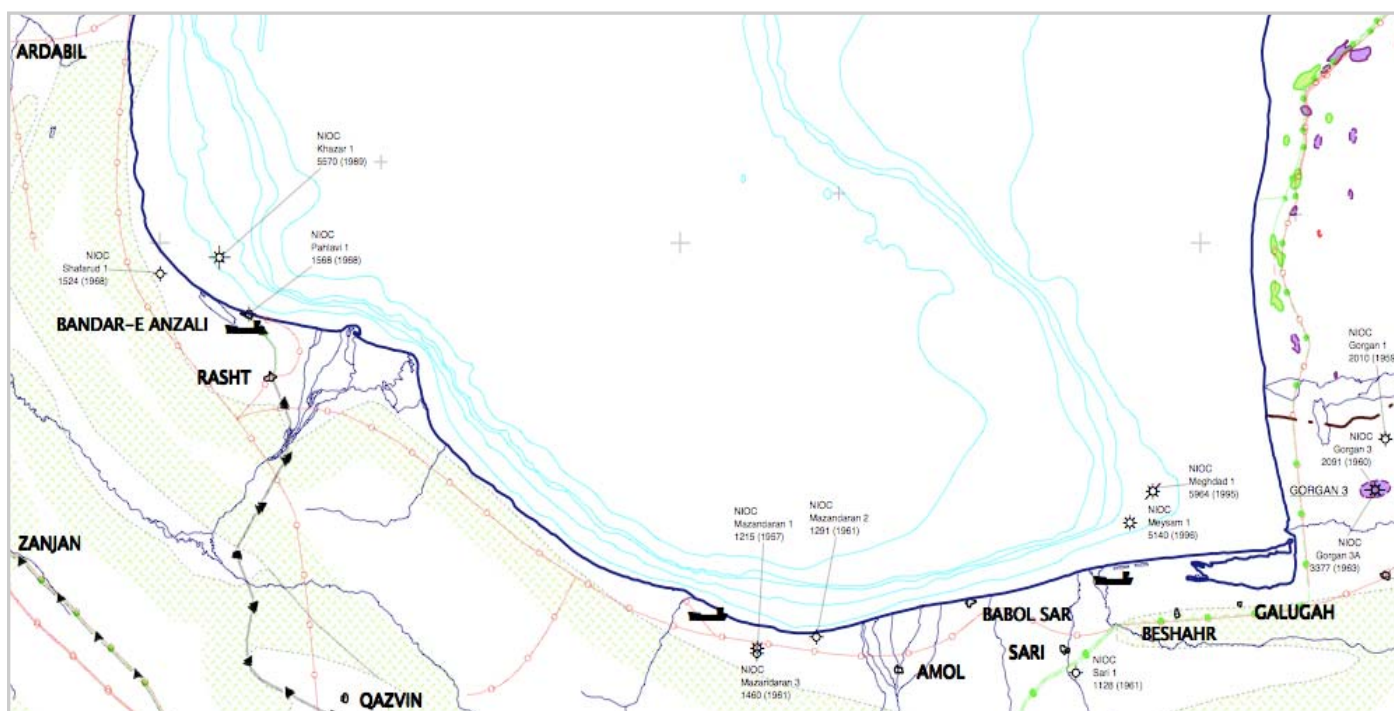 ARDABIL
NIOC
Khazar 1
5570 (1989)
NIOC
Pahlavi 1
1568 (1968)
NIOC
Shafarud 1
1524 (1968)
BANDAR-E ANZALI
RASHT
NIOC
Gorgan 1
2010 (1959
NIOC
Gorgan 3
2091 (1960)
GORGAN 3
NIOC
Meghdad 1
5964 (1995)
NIOC
Meysam 1
5140 (1996)
NIOC
Mazandaran 1
1215 (1957)
NIOC
Mazandaran 2
1291 (1961)
NIOC
Gorgan 3A
3377 (1963)
ZANJAN
BABOL SAR
GALUGAH
BESHAHR
SARI
NIOC
Sari 1
1128 (1961)
AMOL
NIOC
Mazandaran 3
1460 (1961)
QAZVIN